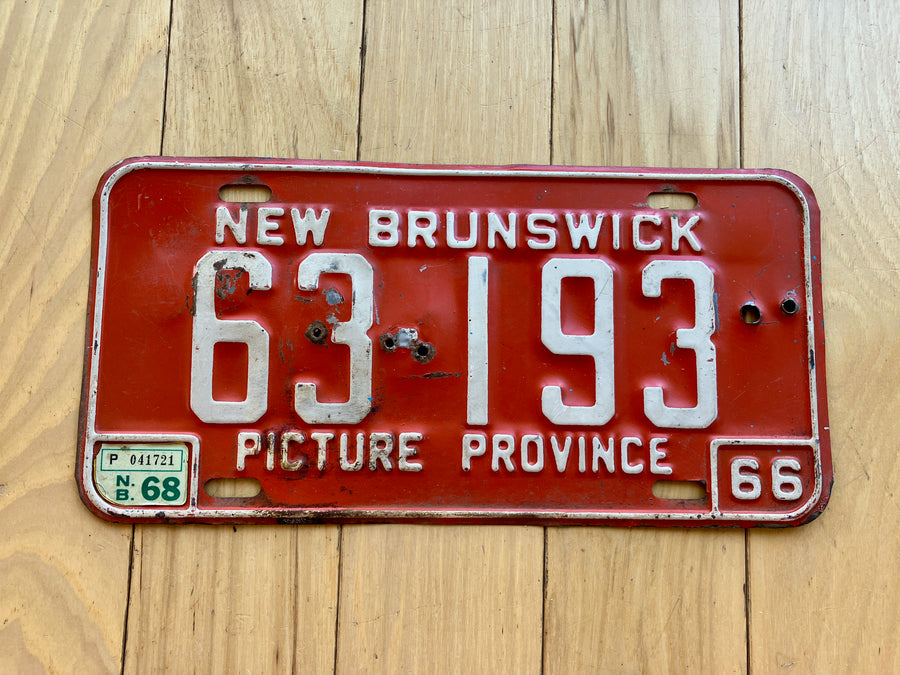 NEW BRUNSWICK
63 193
PICTURE PROVINCE
P 041721
N.B. 68
66